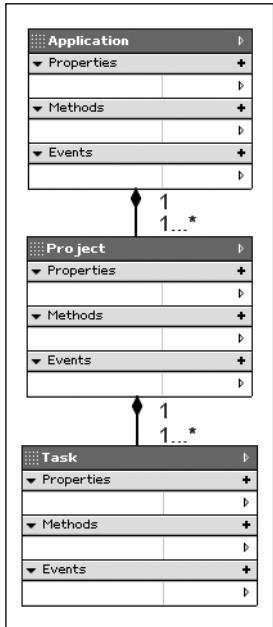 Application
Properties
Methods
Events
1
1...*
Project
Properties
Methods
Events
1
1...*
Task
Properties
Methods
Events